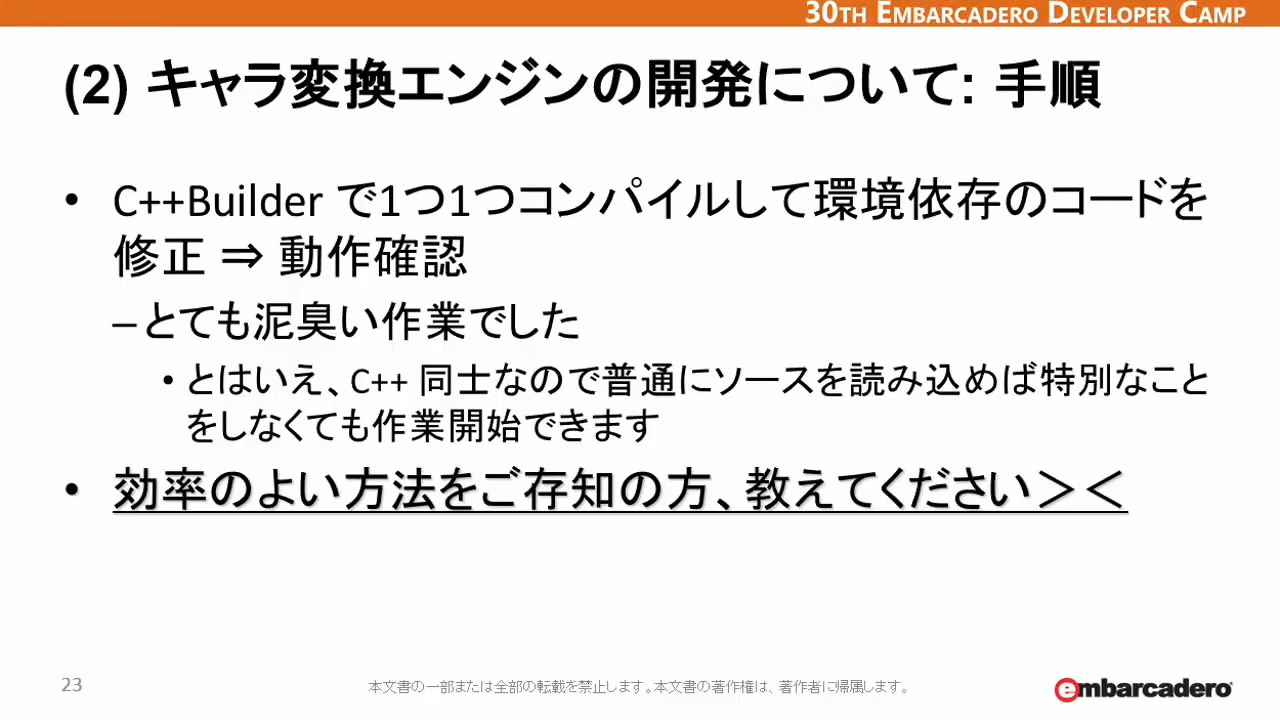 30TH EMBARCADERO DEVELOPER CAMP
(2) キャラ変換エンジンの開発について: 手順
• C++Builder で1つ1つコンパイルして環境依存のコードを
修正 ⇒ 動作確認
– とても泥臭い作業でした
• とはいえ、C++ 同士なので普通にソースを読み込めば特別なこと
をしなくても作業開始できます
• 効率のよい方法をご存知の方、教えてください＞＜
23
本文書の一部または全部の転載を禁止します。本文書の著作権は、著作者に帰属します。
embarcadero